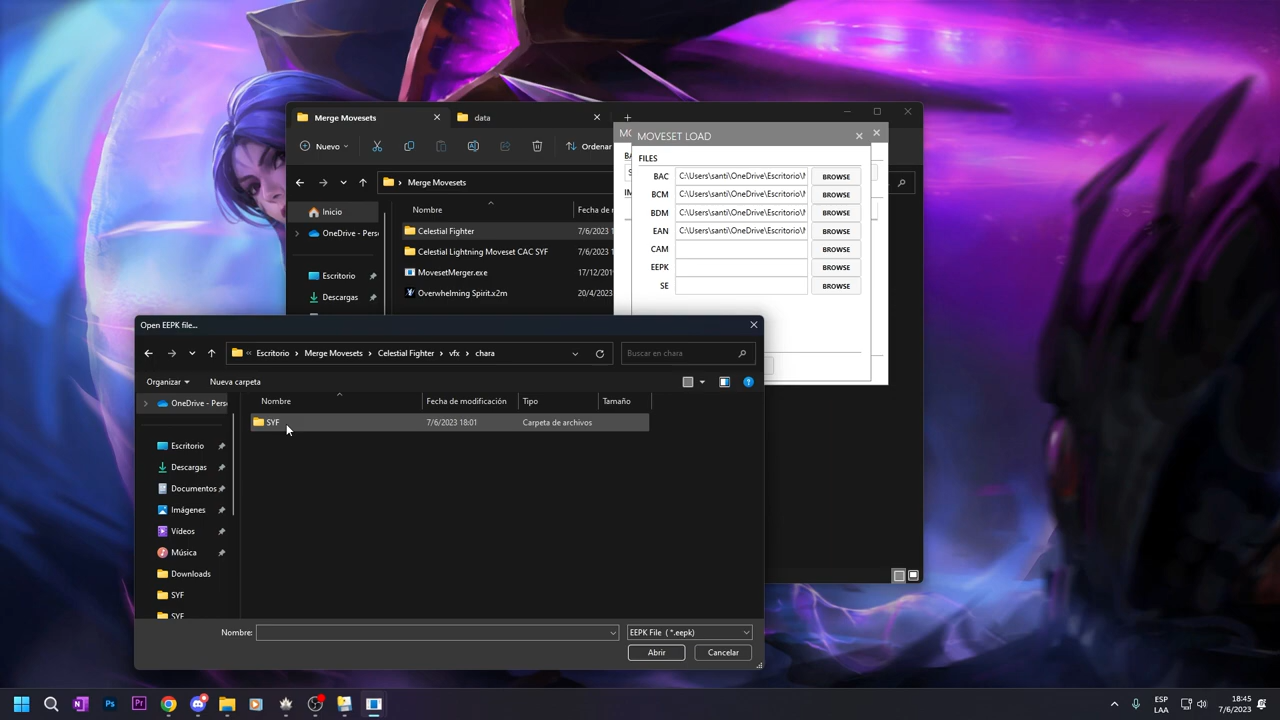 Merge Movesets
data
Nuevo
Ordenar
Merge Movesets
Inicio
Nombre
Fecha de
OneDrive - Pers
Celestial Fighter
7/6/2023 1
Celestial Lightning Moveset CAC SYF
7/6/2023 1
Escritorio
MovesetMerger.exe
17/12/201
Descargas
Overwhelming Spirit.x2m
20/4/2023
MOVESET LOAD
FILES
BAC C:\Users\santi\OneDrive\Escritorio\ BROWSE
BCM C:\Users\santi\OneDrive\Escritorio\ BROWSE
BDM C:\Users\santi\OneDrive\Escritorio\ BROWSE
EAN C:\Users\santi\OneDrive\Escritorio\ BROWSE
CAM BROWSE
EEPK BROWSE
SE BROWSE
Open EEPK file...
« Escritorio > Merge Movesets > Celestial Fighter > vfx > chara
Buscar en chara
Organizar
Nueva carpeta
OneDrive - Pers
Nombre
Fecha de modificación
Tipo
Tamaño
SYF
7/6/2023 18:01
Carpeta de archivos
Escritorio
Descargas
Documentos
Imágenes
Vídeos
Música
Downloads
SYF
SYF
Nombre:
EEPK File ( *.eepk)
Abrir
Cancelar
ESP
LAA
18:45
7/6/2023